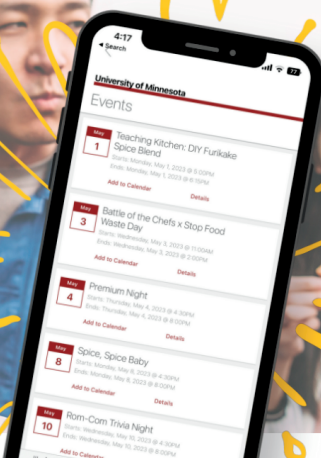 4:17
77
◀ Search
University of Minnesota
Events
May
1
Teaching Kitchen: DIY Furikake
Spice Blend
Starts: Monday, May 1, 2023 @ 5:00PM
Ends: Monday, May 1, 2023 @ 6:15PM
Add to Calendar
Details
May
3
Battle of the Chefs x Stop Food
Waste Day
Starts: Wednesday, May 3, 2023 @ 11:00AM
Ends: Wednesday, May 3, 2023 @ 2:00PM
Add to Calendar
Details
May
4
Premium Night
Starts: Thursday, May 4, 2023 @ 4:30PM
Ends: Thursday, May 4, 2023 @ 8:00PM
Add to Calendar
Details
May
8
Spice, Spice Baby
Starts: Monday, May 8, 2023 @ 4:30PM
Ends: Monday, May 8, 2023 @ 8:00PM
Add to Calendar
Details
May
10
Rom-Com Trivia Night
Starts: Wednesday, May 10, 2023 @ 4:30PM
Ends: Wednesday, May 10, 2023 @ 8:00PM
Add to Calendar